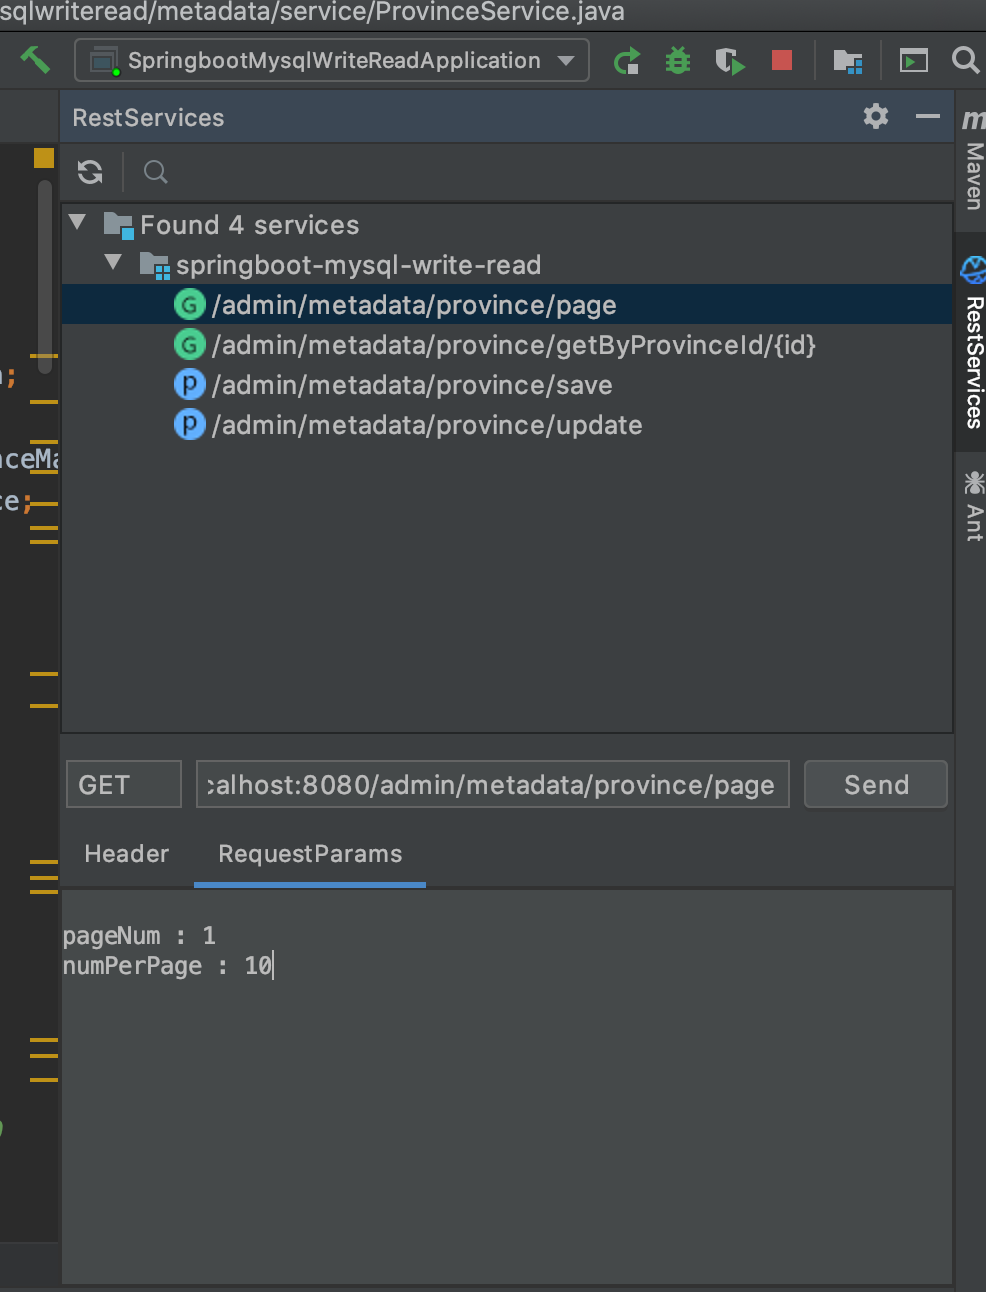 sqlwriteread/metadata/service/ProvinceService.java
SpringbootMysqlWriteReadApplication
RestServices
Maven
Found 4 services
springboot-mysql-write-read
G /admin/metadata/province/page
G /admin/metadata/province/getByProvinceId/{id}
P /admin/metadata/province/save
P /admin/metadata/province/update
RestServices
;
nceMa
ce;
Ant
GET
calhost:8080/admin/metadata/province/page
Send
Header
RequestParams
pageNum : 1
numPerPage : 10